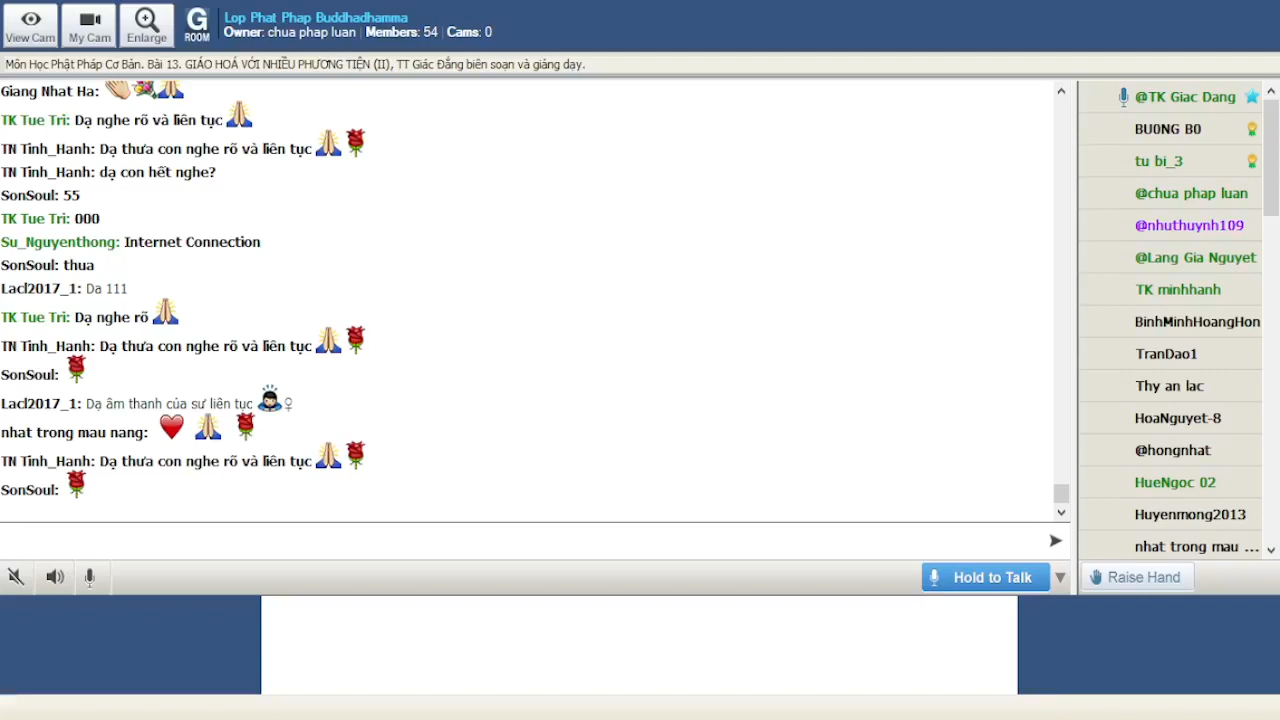 View Cam
My Cam
Enlarge
G
ROOM
Lop Phat Phap Buddhadhamma
Owner: chua phap luan | Members: 54 | Cams: 0
Môn Học Phật Pháp Cơ Bản. Bài 13. GIÁO HOÁ VỚI NHIỀU PHƯƠNG TIỆN (II), TT Giác Đẳng biên soạn và giảng dạy.
Giang Nhat Ha:
TK Tue Tri: Dạ nghe rõ và liên tục
TN Tinh_Hanh: Dạ thưa con nghe rõ và liên tục
TN Tinh_Hanh: dạ con hết nghe?
SonSoul: 55
TK Tue Tri: 000
Su_Nguyenthong: Internet Connection
SonSoul: thua
Lacl2017_1: Da 111
TK Tue Tri: Dạ nghe rõ
TN Tinh_Hanh: Dạ thưa con nghe rõ và liên tục
SonSoul:
Lacl2017_1: Dạ âm thanh của sư liên tục
nhat trong mau nang:
TN Tinh_Hanh: Dạ thưa con nghe rõ và liên tục
SonSoul:
Hold to Talk
@TK Giac Dang
BU0NG B0
tu bi_3
@chua phap luan
@nhuthuynh109
@Lang Gia Nguyet
TK minhhanh
BinhMinhHoangHon
TranDao1
Thy an lac
HoaNguyet-8
@hongnhat
HueNgoc 02
Huyenmong2013
nhat trong mau ...
Raise Hand